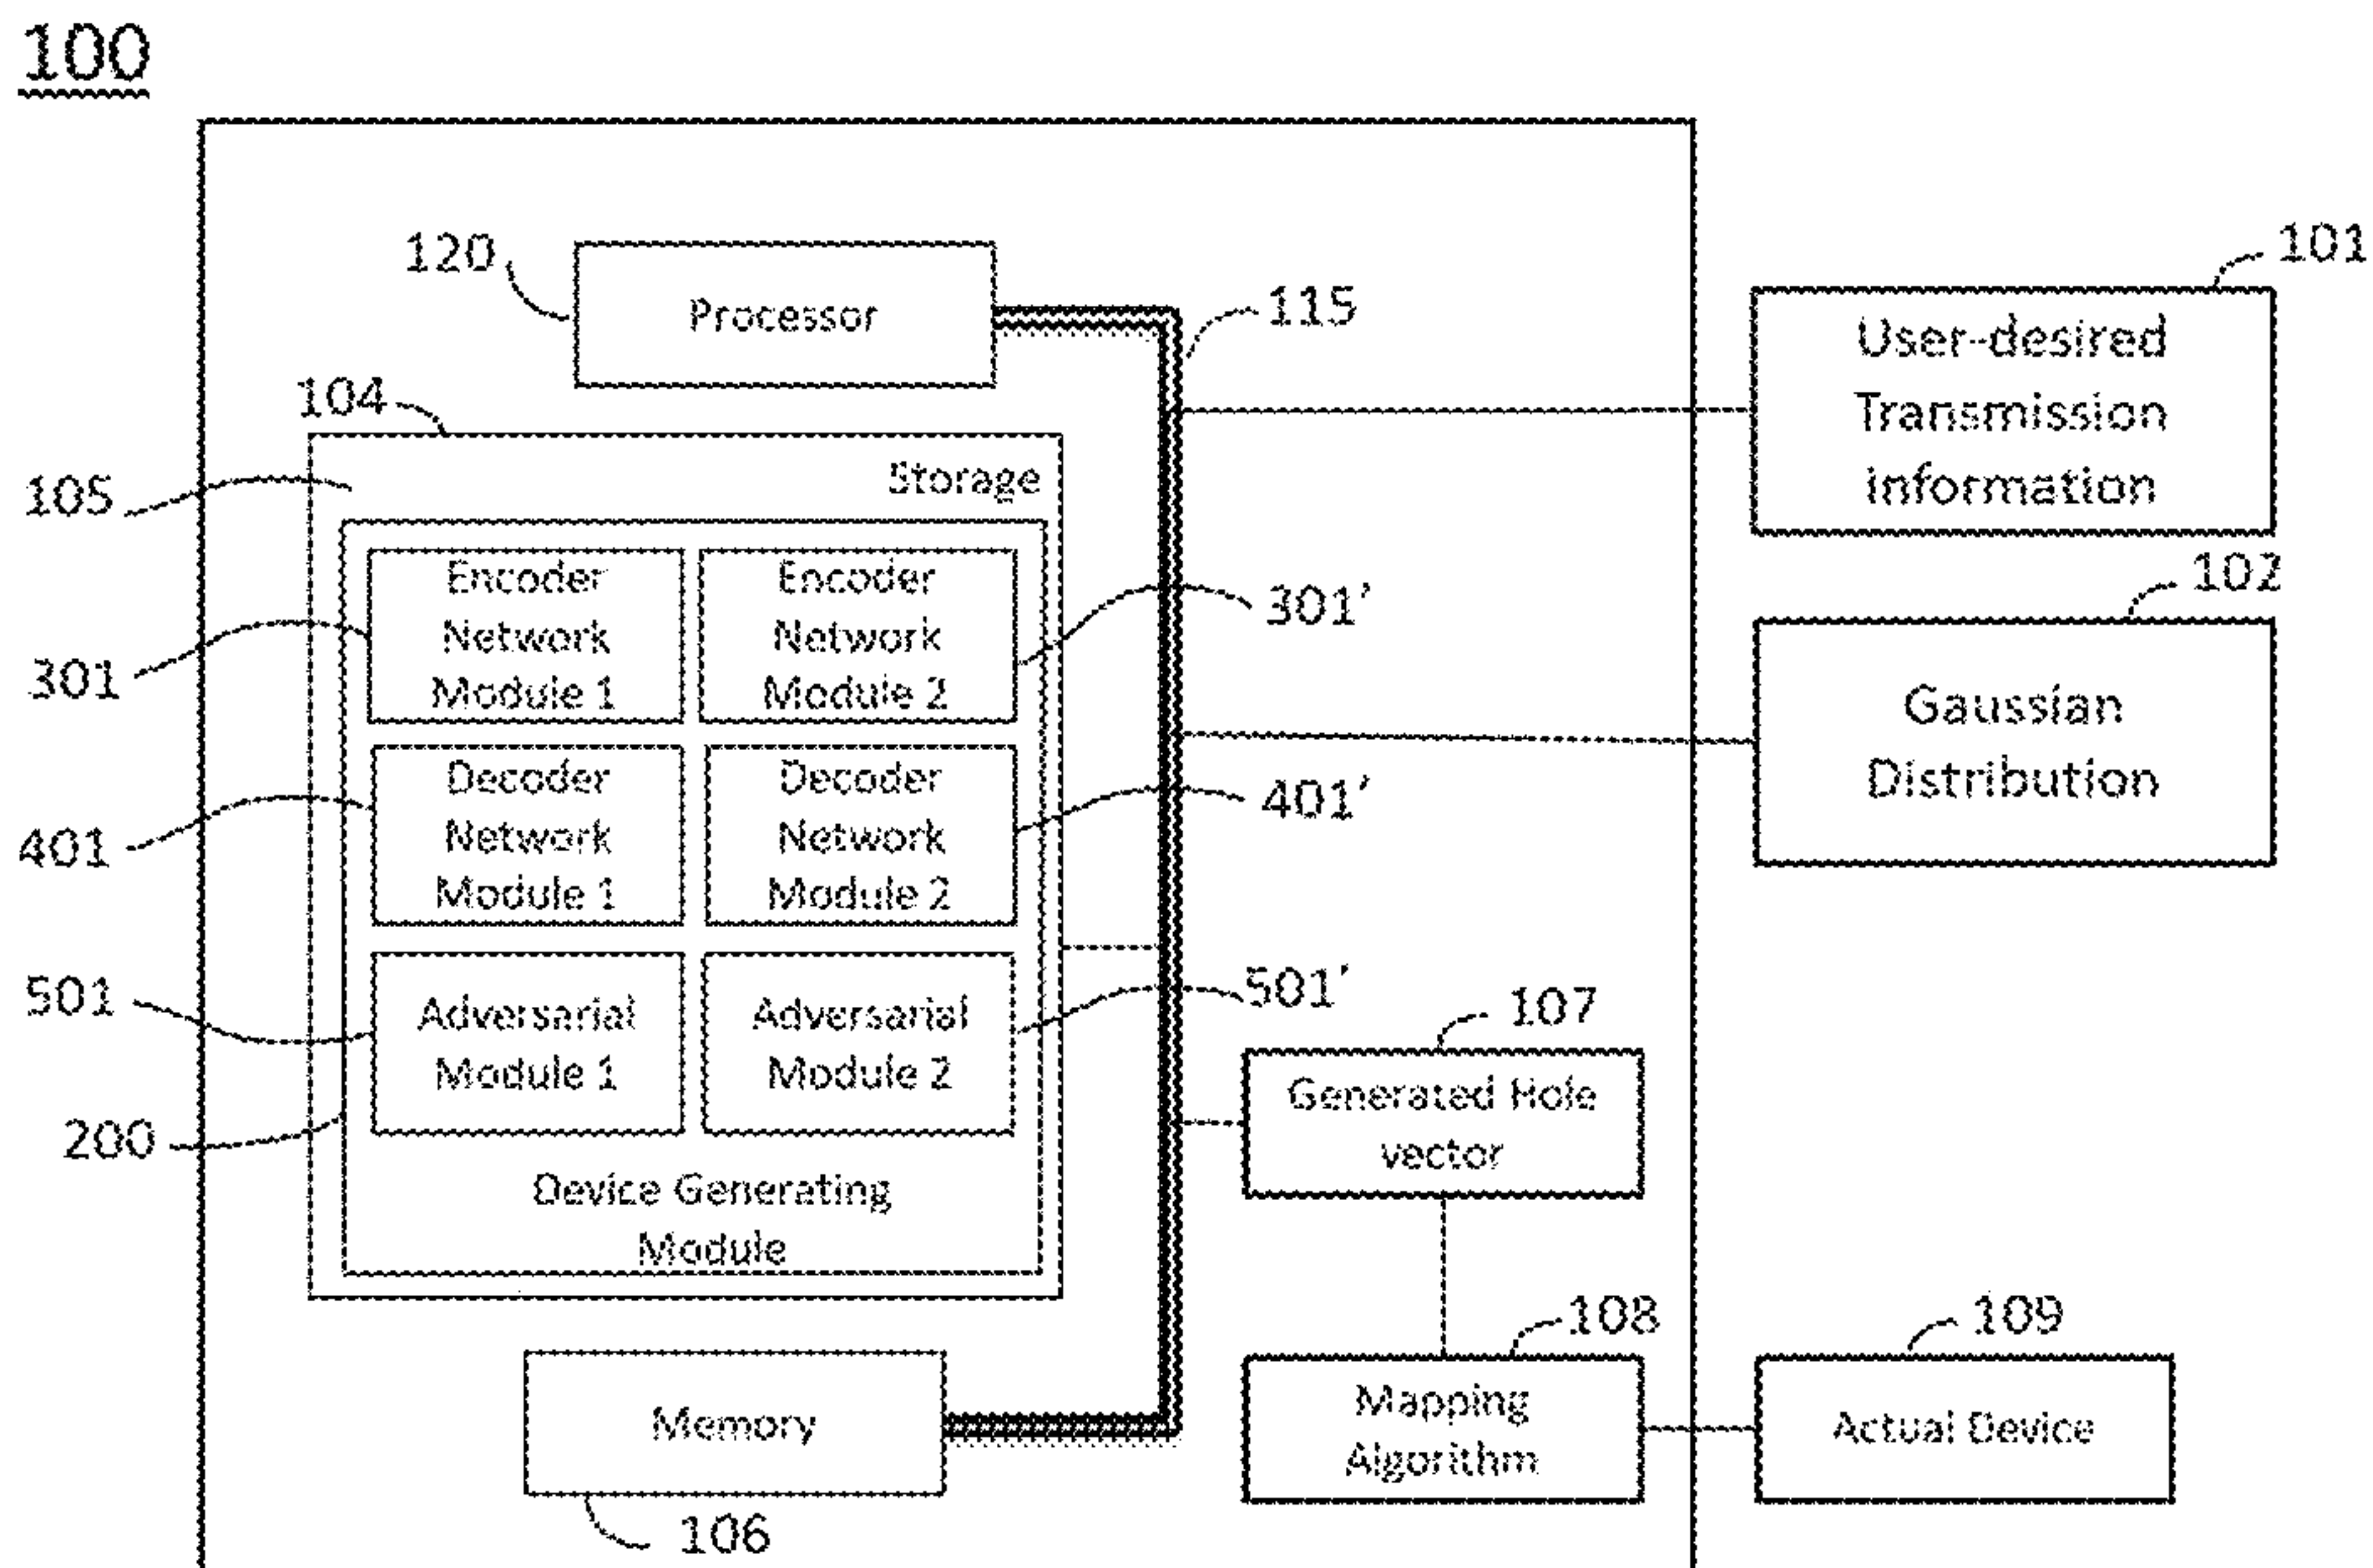 100
120
Processor
115
101
User-desired
Transmission
information
104
105
Storage
102
Gaussian
Distribution
Encoder
Network
Module 1
Encoder
Network
Module 2
301
301'
Decoder
Network
Module 1
Decoder
Network
Module 2
401
401'
Adversarial
Module 1
Adversarial
Module 2
501
501'
200
Device Generating
Module
107
Generated Hole
vector
108
Mapping
Algorithm
109
Actual Device
Memory
106